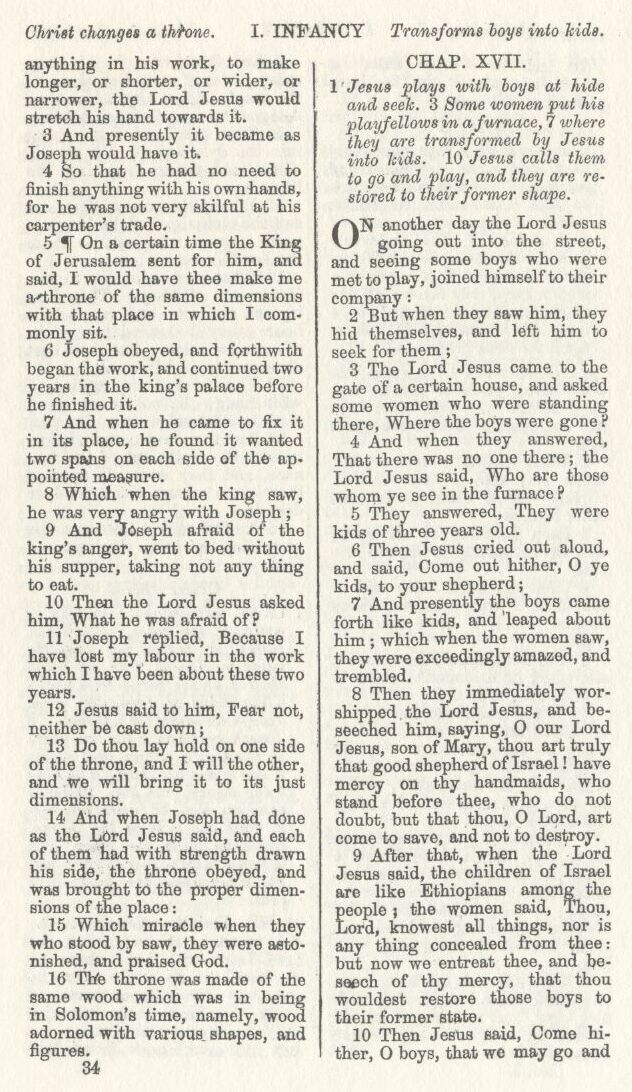 Christ changes a throne. I. INFANCY Transforms boys into kids.
anything in his work, to make
longer, or shorter, or wider, or
narrower, the Lord Jesus would
stretch his hand towards it.
3 And presently it became as
Joseph would have it.
4 So that he had no need to
finish anything with his own hands,
for he was not very skilful at his
carpenter's trade.
5 ¶ On a certain time the King
of Jerusalem sent for him, and
said, I would have thee make me
a throne of the same dimensions
with that place in which I com-
monly sit.
6 Joseph obeyed, and forthwith
began the work, and continued two
years in the king's palace before
he finished it.
7 And when he came to fix it
in its place, he found it wanted
two spans on each side of the ap-
pointed measure.
8 Which when the king saw,
he was very angry with Joseph;
9 And Joseph afraid of the
king's anger, went to bed without
his supper, taking not any thing
to eat.
10 Then the Lord Jesus asked
him, What he was afraid of?
11 Joseph replied, Because I
have lost my labour in the work
which I have been about these two
years.
12 Jesus said to him, Fear not,
neither be cast down;
13 Do thou lay hold on one side
of the throne, and I will the other,
and we will bring it to its just
dimensions.
14 And when Joseph had done
as the Lord Jesus said, and each
of them had with strength drawn
his side, the throne obeyed, and
was brought to the proper dimen-
sions of the place:
15 Which miracle when they
who stood by saw, they were asto-
nished, and praised God.
16 The throne was made of the
same wood which was in being
in Solomon's time, namely, wood
adorned with various shapes, and
figures.
34
CHAP. XVII.
1 Jesus plays with boys at hide
and seek. 3 Some women put his
playfellows in a furnace, 7 where
they are transformed by Jesus
into kids. 10 Jesus calls them
to go and play, and they are re-
stored to their former shape.
ON another day the Lord Jesus
going out into the street,
and seeing some boys who were
met to play, joined himself to their
company:
2 But when they saw him, they
hid themselves, and left him to
seek for them;
3 The Lord Jesus came to the
gate of a certain house, and asked
some women who were standing
there, Where the boys were gone?
4 And when they answered,
That there was no one there; the
Lord Jesus said, Who are those
whom ye see in the furnace?
5 They answered, They were
kids of three years old.
6 Then Jesus cried out aloud,
and said, Come out hither, O ye
kids, to your shepherd;
7 And presently the boys came
forth like kids, and leaped about
him; which when the women saw,
they were exceedingly amazed, and
trembled.
8 Then they immediately wor-
shipped the Lord Jesus, and be-
seeched him, saying, O our Lord
Jesus, son of Mary, thou art truly
that good shepherd of Israel! have
mercy on thy handmaids, who
stand before thee, who do not
doubt, but that thou, O Lord, art
come to save, and not to destroy.
9 After that, when the Lord
Jesus said, the children of Israel
are like Ethiopians among the
people; the women said, Thou,
Lord, knowest all things, nor is
any thing concealed from thee:
but now we entreat thee, and be-
seech of thy mercy, that thou
wouldest restore those boys to
their former state.
10 Then Jesus said, Come hi-
ther, O boys, that we may go and